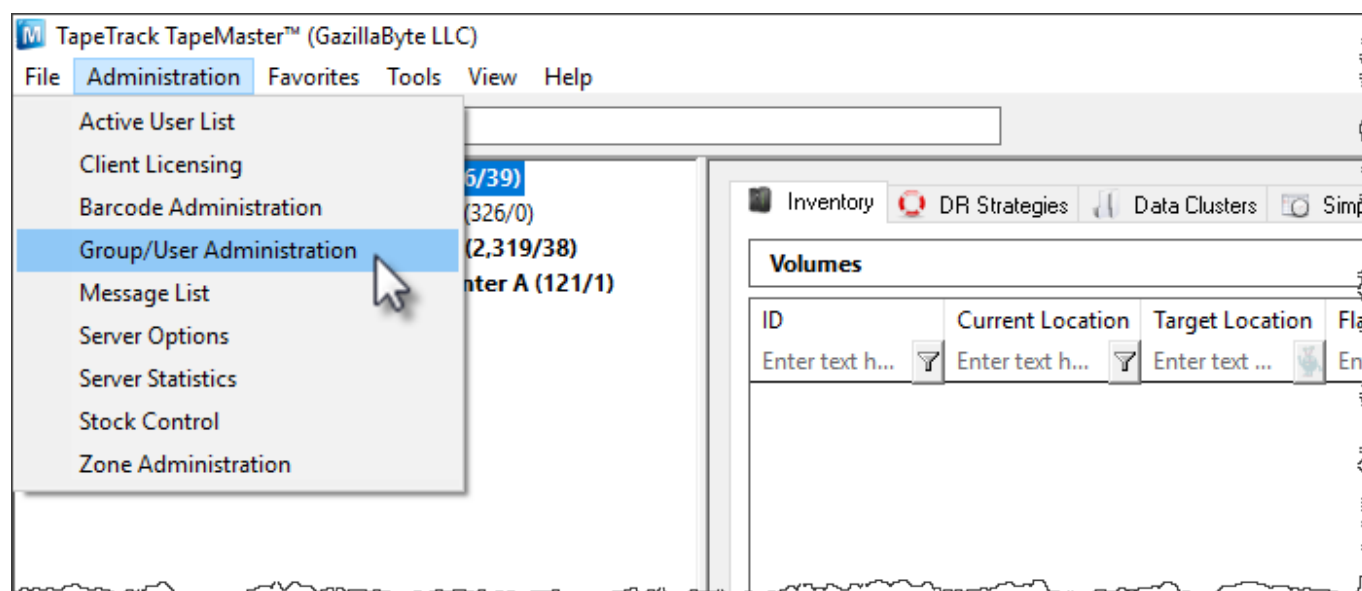 TapeTrack TapeMaster™ (GazillaByte LLC)
File Administration Favorites Tools View Help
Active User List
Client Licensing
Barcode Administration
Group/User Administration
Message List
Server Options
Server Statistics
Stock Control
Zone Administration
6/39)
(326/0)
(2,319/38)
nter A (121/1)
Inventory DR Strategies Data Clusters Simp
Volumes
ID Current Location Target Location Fla
Enter text h... Enter text h... Enter text ... En